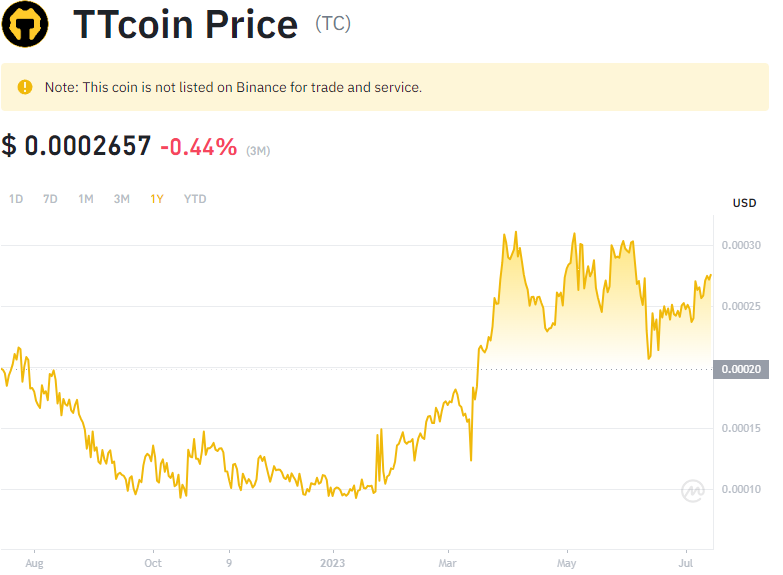 TTcoin Price (TC)
Note: This coin is not listed on Binance for trade and service.
$ 0.0002657 -0.44% (3M)
1D 7D 1M 3M 1Y YTD
USD
0.00030
0.00025
0.00020
0.00015
0.00010
Aug Oct 9 2023 Mar May Jul